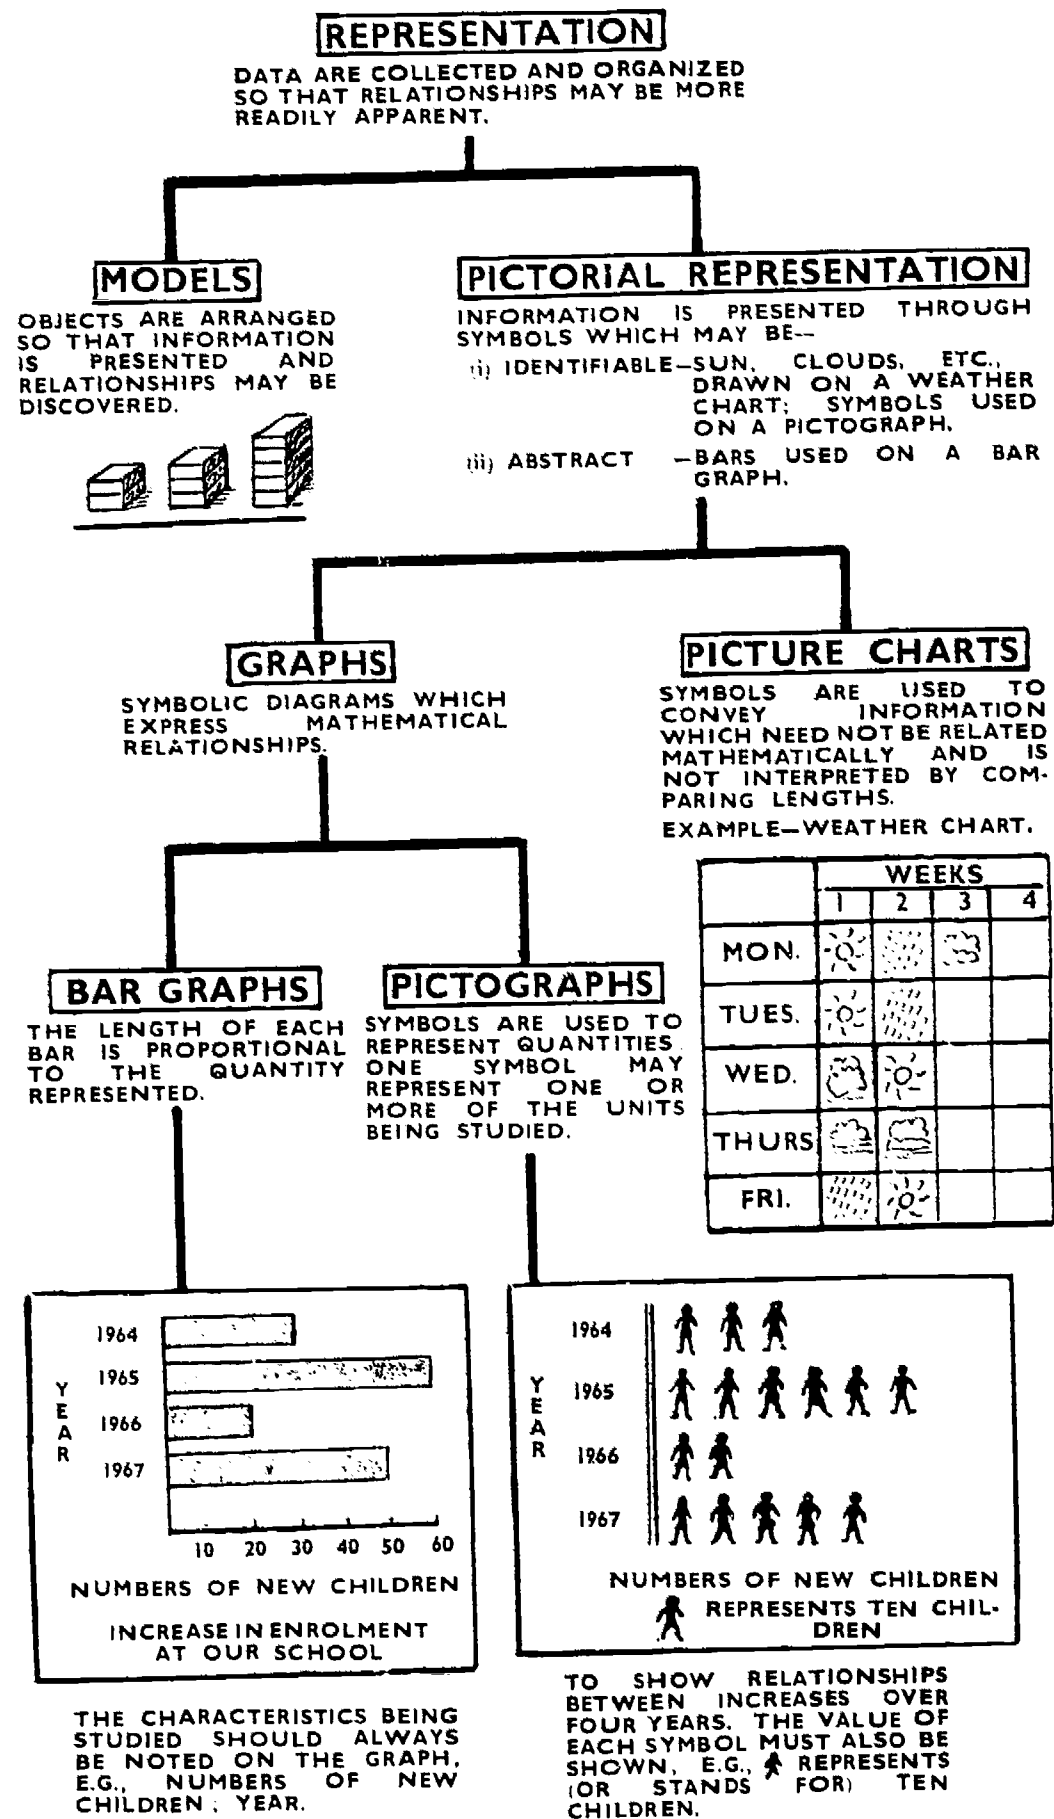 REPRESENTATION
DATA ARE COLLECTED AND ORGANIZED
SO THAT RELATIONSHIPS MAY BE MORE
READILY APPARENT.
MODELS
OBJECTS ARE ARRANGED
SO THAT INFORMATION
IS PRESENTED AND
RELATIONSHIPS MAY BE
DISCOVERED.
PICTORIAL REPRESENTATION
INFORMATION IS PRESENTED THROUGH
SYMBOLS WHICH MAY BE--
(i) IDENTIFIABLE—SUN, CLOUDS, ETC.,
DRAWN ON A WEATHER
CHART; SYMBOLS USED
ON A PICTOGRAPH.
(ii) ABSTRACT —BARS USED ON A BAR
GRAPH.
GRAPHS
SYMBOLIC DIAGRAMS WHICH
EXPRESS MATHEMATICAL
RELATIONSHIPS.
PICTURE CHARTS
SYMBOLS ARE USED TO
CONVEY INFORMATION
WHICH NEED NOT BE RELATED
MATHEMATICALLY AND IS
NOT INTERPRETED BY COM-
PARING LENGTHS.
EXAMPLE—WEATHER CHART.
WEEKS
1 2 3 4
MON.
TUES.
WED.
THURS
FRI.
BAR GRAPHS
THE LENGTH OF EACH
BAR IS PROPORTIONAL
TO THE QUANTITY
REPRESENTED.
PICTOGRAPHS
SYMBOLS ARE USED TO
REPRESENT QUANTITIES.
ONE SYMBOL MAY
REPRESENT ONE OR
MORE OF THE UNITS
BEING STUDIED.
YEAR
1964
1965
1966
1967
10 20 30 40 50 60
NUMBERS OF NEW CHILDREN
INCREASE IN ENROLMENT
AT OUR SCHOOL
THE CHARACTERISTICS BEING
STUDIED SHOULD ALWAYS
BE NOTED ON THE GRAPH,
E.G., NUMBERS OF NEW
CHILDREN; YEAR.
YEAR
1964
1965
1966
1967
NUMBERS OF NEW CHILDREN
REPRESENTS TEN CHIL-
DREN
TO SHOW RELATIONSHIPS
BETWEEN INCREASES OVER
FOUR YEARS. THE VALUE OF
EACH SYMBOL MUST ALSO BE
SHOWN, E.G., REPRESENTS
(OR STANDS FOR) TEN
CHILDREN.